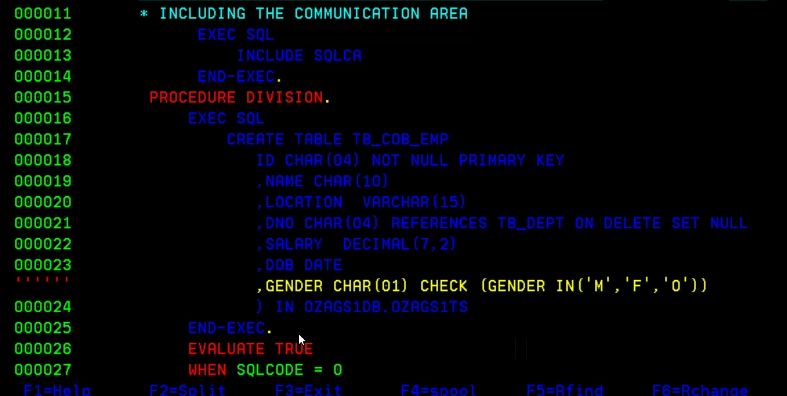 000011 * INCLUDING THE COMMUNICATION AREA
000012 EXEC SQL
000013 INCLUDE SQLCA
000014 END-EXEC.
000015 PROCEDURE DIVISION.
000016 EXEC SQL
000017 CREATE TABLE TB_COB_EMP
000018 ID CHAR(04) NOT NULL PRIMARY KEY
000019 ,NAME CHAR(10)
000020 ,LOCATION VARCHAR(15)
000021 ,DNO CHAR(04) REFERENCES TB_DEPT ON DELETE SET NULL
000022 ,SALARY DECIMAL(7,2)
000023 ,DOB DATE
'''''' ,GENDER CHAR(01) CHECK (GENDER IN('M','F','O'))
000024 ) IN OZAGS1DB.OZAGS1TS
000025 END-EXEC.
000026 EVALUATE TRUE
000027 WHEN SQLCODE = 0
F1=Help F2=Split F3=Exit F4=spool F5=Rfind F6=Rchange